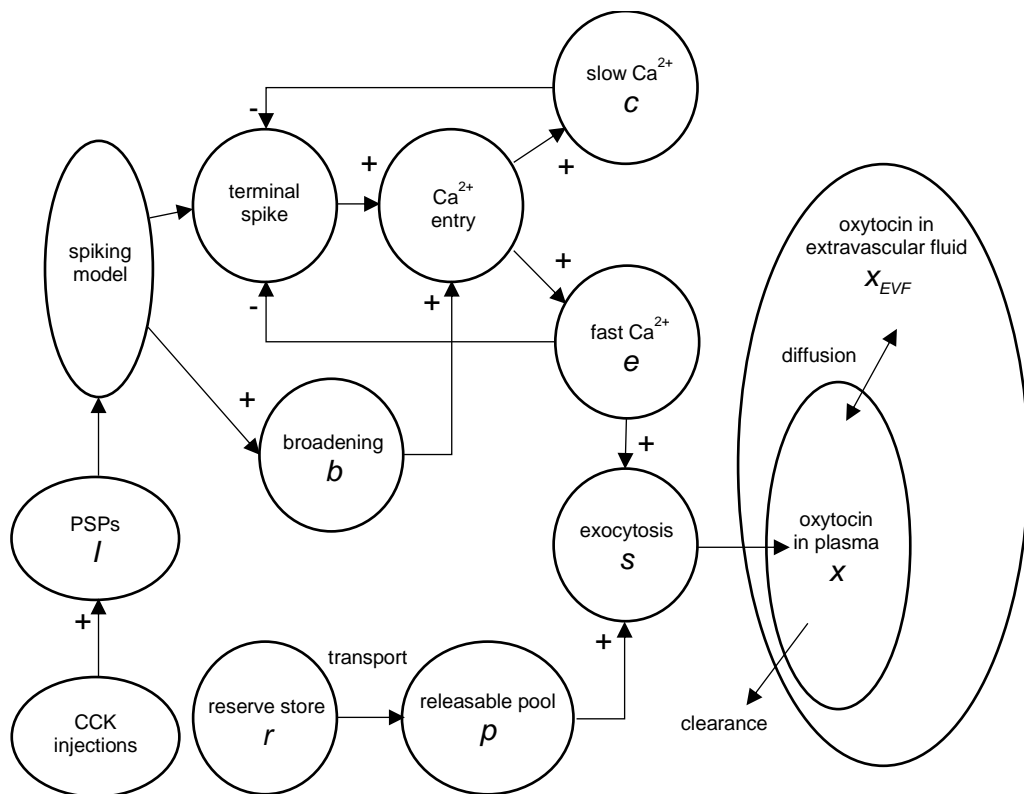 slow Ca2+
c
-
+
+
terminal
spike
Ca2+
entry
oxytocin in
extravascular fluid
xEVF
spiking
model
+
-
+
fast Ca2+
e
diffusion
+
broadening
b
+
PSPs
I
exocytosis
s
oxytocin
in plasma
x
+
+
transport
reserve store
r
releasable pool
p
clearance
CCK
injections